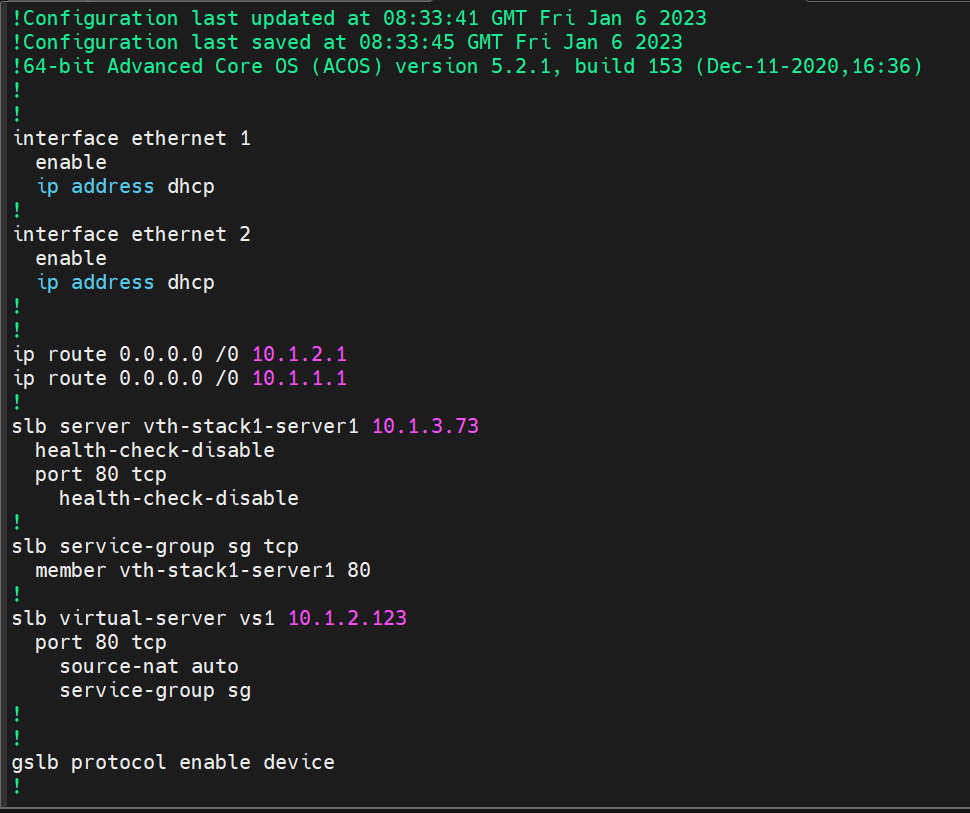 !Configuration last updated at 08:33:41 GMT Fri Jan 6 2023
!Configuration last saved at 08:33:45 GMT Fri Jan 6 2023
!64-bit Advanced Core OS (ACOS) version 5.2.1, build 153 (Dec-11-2020,16:36)
!
!
interface ethernet 1
  enable
  ip address dhcp
!
interface ethernet 2
  enable
  ip address dhcp
!
!
ip route 0.0.0.0 /0 10.1.2.1
ip route 0.0.0.0 /0 10.1.1.1
!
slb server vth-stack1-server1 10.1.3.73
  health-check-disable
  port 80 tcp
    health-check-disable
!
slb service-group sg tcp
  member vth-stack1-server1 80
!
slb virtual-server vs1 10.1.2.123
  port 80 tcp
    source-nat auto
    service-group sg
!
!
gslb protocol enable device
!